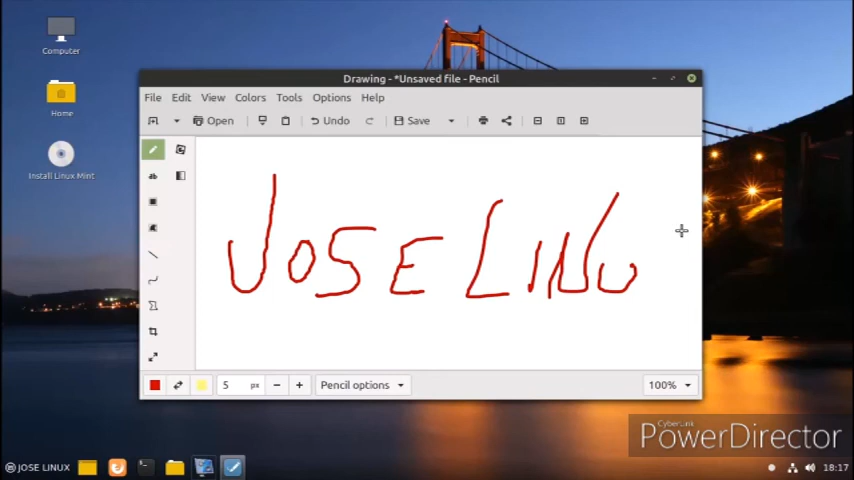 Computer
Home
Install Linux Mint
Drawing - *Unsaved file - Pencil
File Edit View Colors Tools Options Help
Open Undo Save
JOSE LINU
5 px Pencil options 100%
CyberLink
PowerDirector
JOSE LINUX 18:17